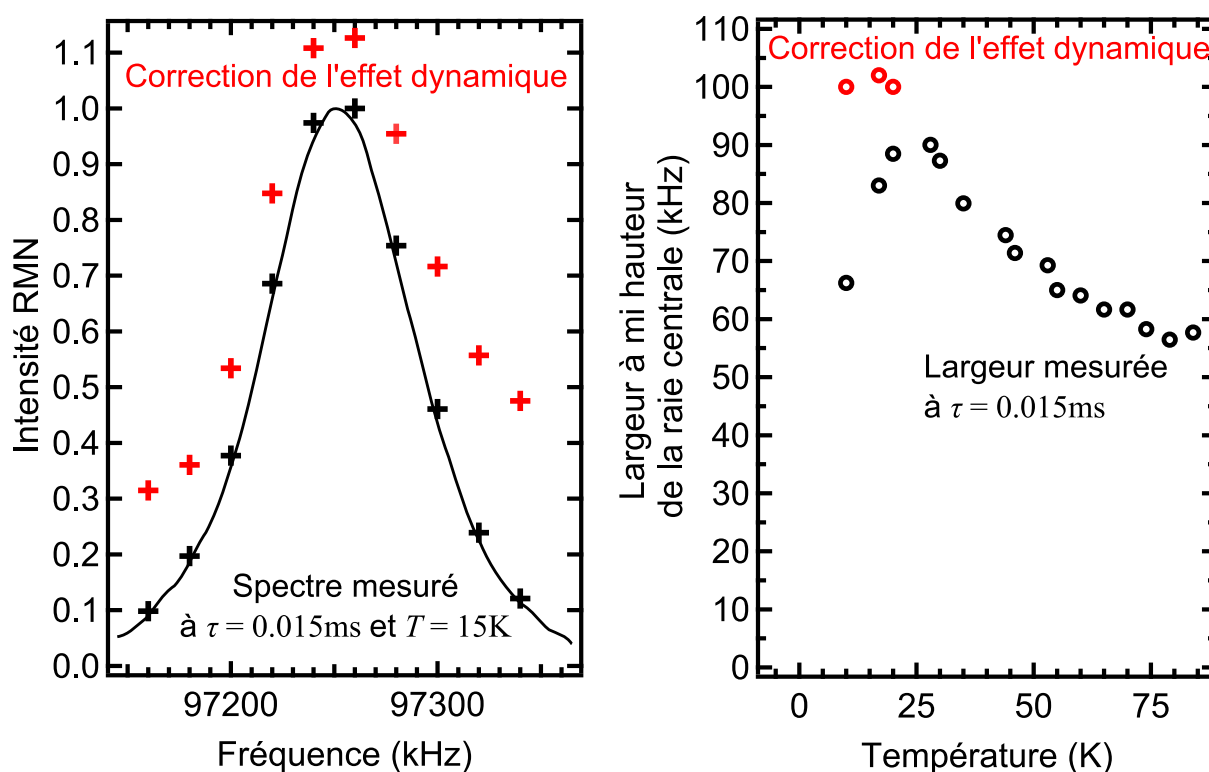 1.1
1.0
0.9
0.8
0.7
0.6
0.5
0.4
0.3
0.2
0.1
0.0
Intensité RMN
Correction de l'effet dynamique
Spectre mesuré
à τ = 0.015ms et T = 15K
97200 97300
Fréquence (kHz)
110
100
90
80
70
60
50
40
30
20
10
0
Largeur à mi hauteur
de la raie centrale (kHz)
Correction de l'effet dynamique
Largeur mesurée
à τ = 0.015ms
0 25 50 75
Température (K)